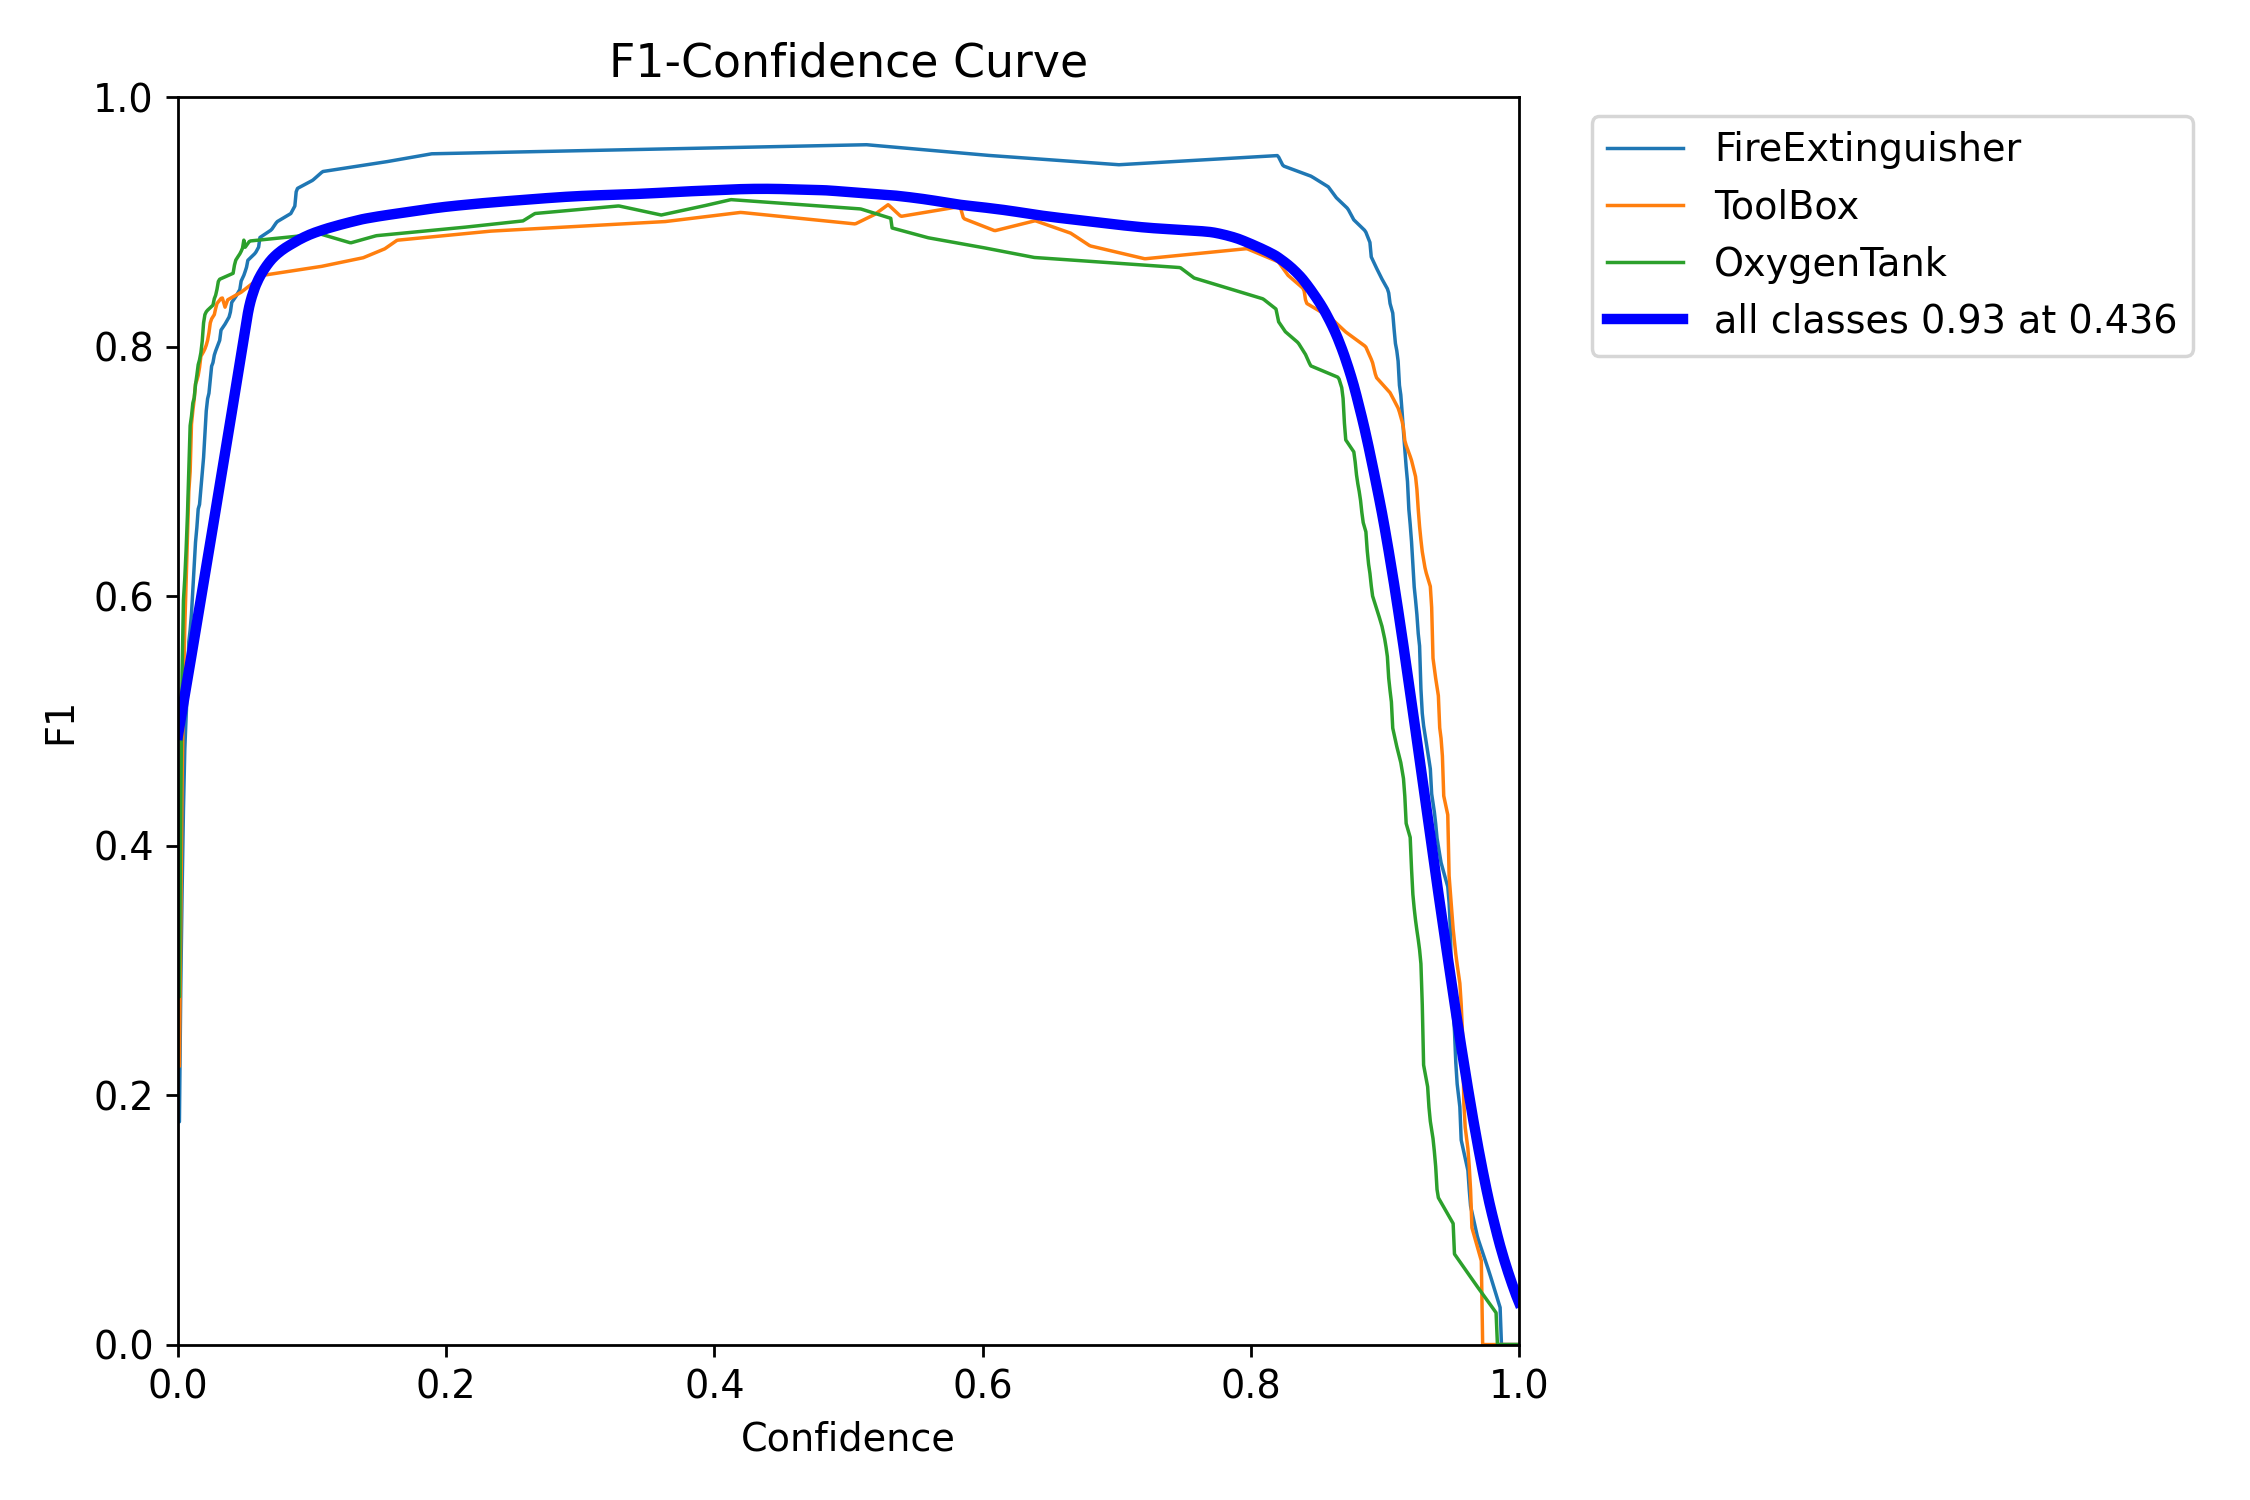 F1-Confidence Curve
1.0
0.8
0.6
0.4
0.2
0.0
F1
0.0 0.2 0.4 0.6 0.8 1.0
Confidence
FireExtinguisher
ToolBox
OxygenTank
all classes 0.93 at 0.436